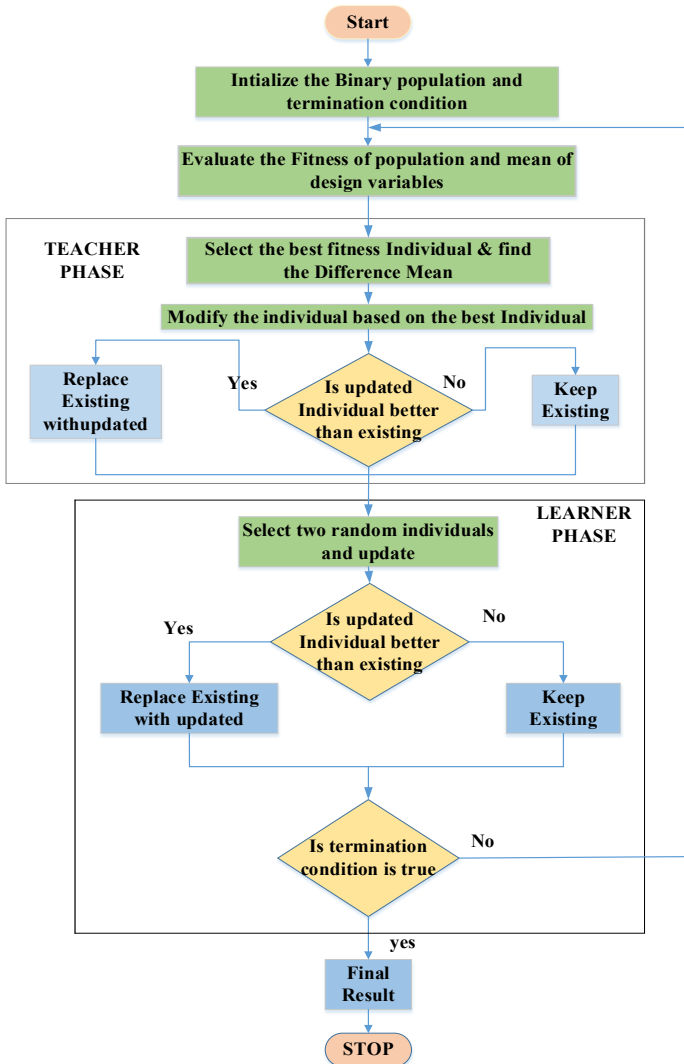 Start
Intialize the Binary population and
termination condition
Evaluate the Fitness of population and mean of
design variables
TEACHER
PHASE
Select the best fitness Individual & find
the Difference Mean
Modify the individual based on the best Individual
Yes
Is updated
Individual better
than existing
No
Replace
Existing
withupdated
Keep
Existing
LEARNER
PHASE
Select two random individuals
and update
Yes
Is updated
Individual better
than existing
No
Replace Existing
with updated
Keep
Existing
Is termination
condition is true
No
yes
Final
Result
STOP